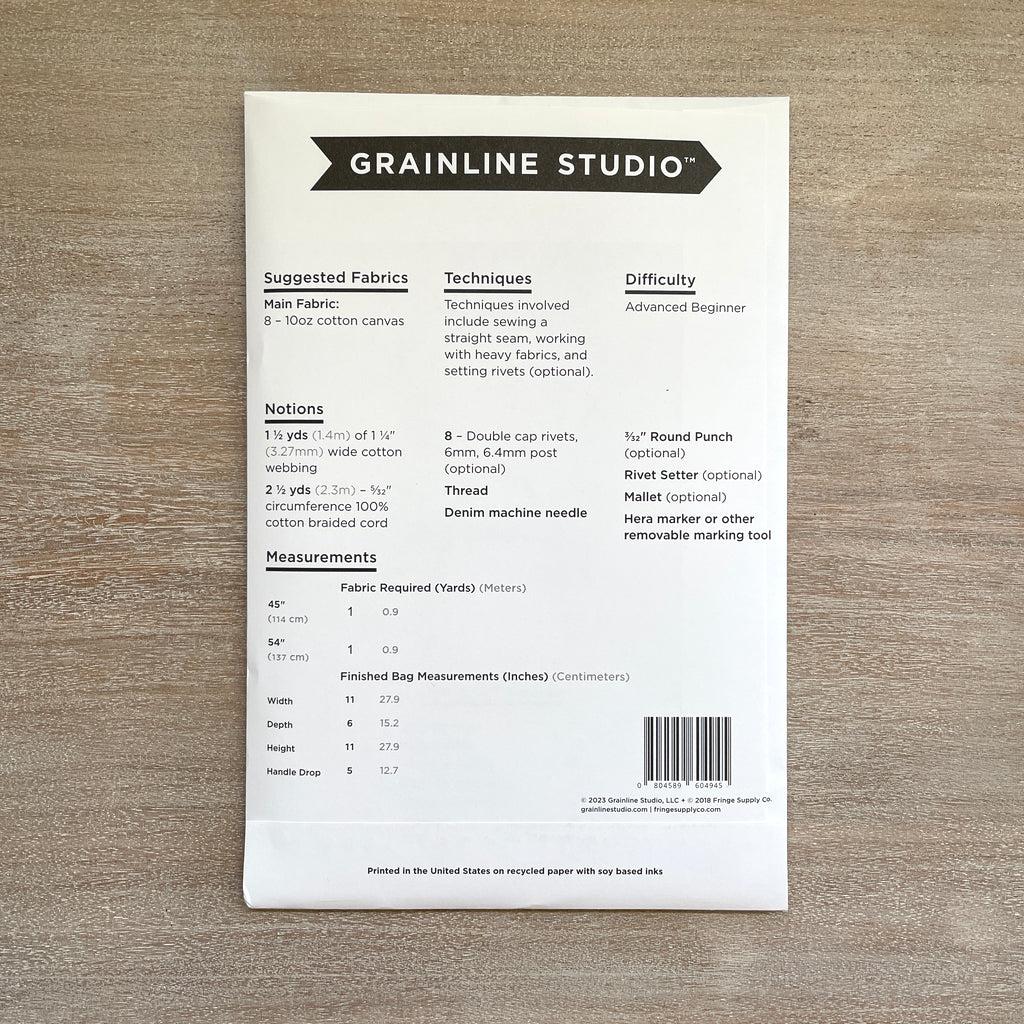 GRAINLINE STUDIO™
Suggested Fabrics
Main Fabric:
8 – 10oz cotton canvas
Techniques
Techniques involved
include sewing a
straight seam, working
with heavy fabrics, and
setting rivets (optional).
Difficulty
Advanced Beginner
Notions
1 ½ yds (1.4m) of 1 ¼"
(3.27mm) wide cotton
webbing
2 ½ yds (2.3m) – 5⁄32"
circumference 100%
cotton braided cord
8 – Double cap rivets,
6mm, 6.4mm post
(optional)
Thread
Denim machine needle
3⁄32" Round Punch
(optional)
Rivet Setter (optional)
Mallet (optional)
Hera marker or other
removable marking tool
Measurements
Fabric Required (Yards) (Meters)
45"
(114 cm) 1 0.9
54"
(137 cm) 1 0.9
Finished Bag Measurements (Inches) (Centimeters)
Width 11 27.9
Depth 6 15.2
Height 11 27.9
Handle Drop 5 12.7
0 804589 604945
© 2023 Grainline Studio, LLC + © 2018 Fringe Supply Co.
grainlinestudio.com | fringesupplyco.com
Printed in the United States on recycled paper with soy based inks